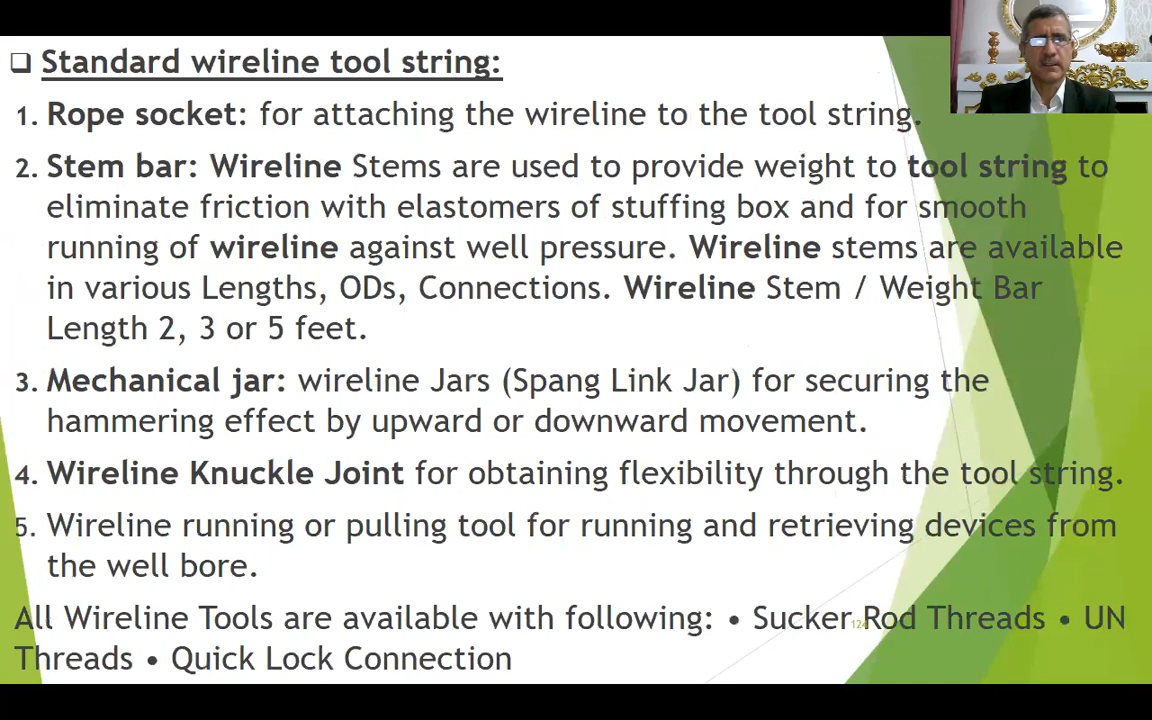 ❑ Standard wireline tool string:
1. Rope socket: for attaching the wireline to the tool string.
2. Stem bar: Wireline Stems are used to provide weight to tool string to
eliminate friction with elastomers of stuffing box and for smooth
running of wireline against well pressure. Wireline stems are available
in various Lengths, ODs, Connections. Wireline Stem / Weight Bar
Length 2, 3 or 5 feet.
3. Mechanical jar: wireline Jars (Spang Link Jar) for securing the
hammering effect by upward or downward movement.
4. Wireline Knuckle Joint for obtaining flexibility through the tool string.
5. Wireline running or pulling tool for running and retrieving devices from
the well bore.
All Wireline Tools are available with following: • Sucker Rod Threads • UN
Threads • Quick Lock Connection